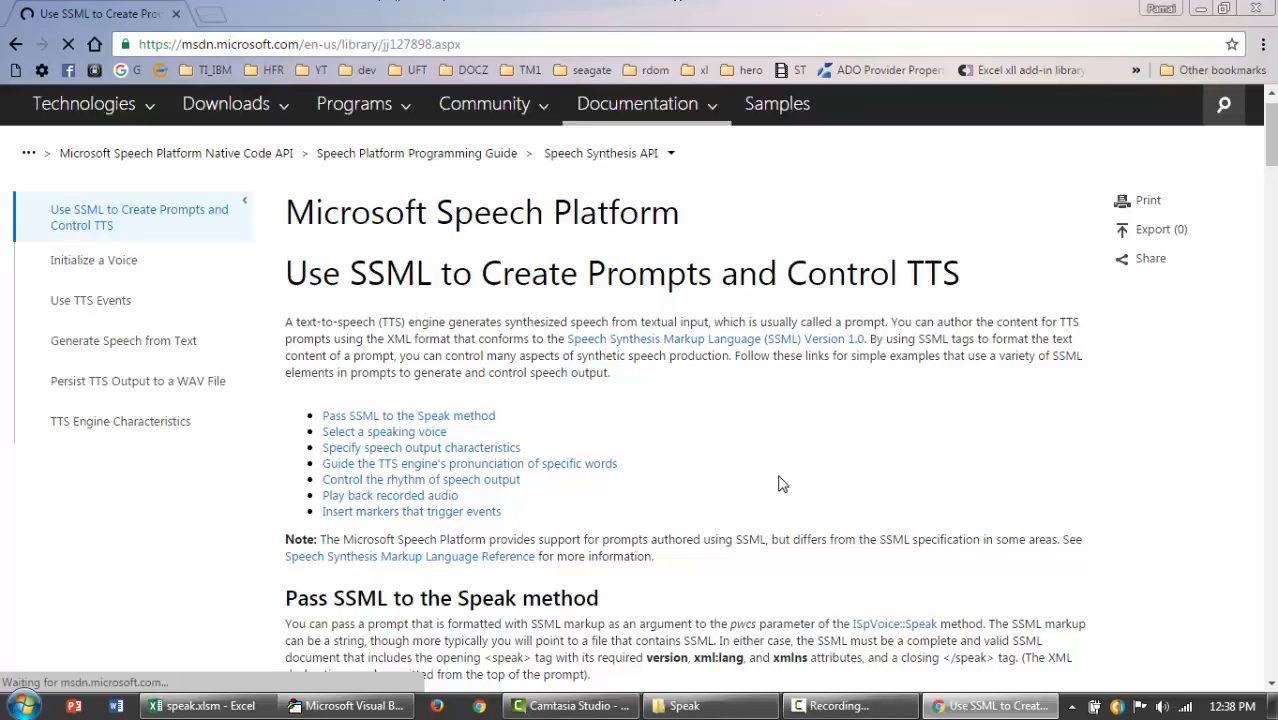 Use SSML to Create Pro
Pamai
https://msdn.microsoft.com/en-us/library/jj127898.aspx
G TI_IBM HFR YT dev UFT DOCZ TM1 seagate rdom xl hero ST ADO Provider Proper Excel xll add-in library » Other bookmarks
Technologies Downloads Programs Community Documentation Samples
... > Microsoft Speech Platform Native Code API > Speech Platform Programming Guide > Speech Synthesis API
Use SSML to Create Prompts and
Control TTS
Initialize a Voice
Use TTS Events
Generate Speech from Text
Persist TTS Output to a WAV File
TTS Engine Characteristics
Microsoft Speech Platform
Use SSML to Create Prompts and Control TTS
A text-to-speech (TTS) engine generates synthesized speech from textual input, which is usually called a prompt. You can author the content for TTS
prompts using the XML format that conforms to the Speech Synthesis Markup Language (SSML) Version 1.0. By using SSML tags to format the text
content of a prompt, you can control many aspects of synthetic speech production. Follow these links for simple examples that use a variety of SSML
elements in prompts to generate and control speech output.
• Pass SSML to the Speak method
• Select a speaking voice
• Specify speech output characteristics
• Guide the TTS engine's pronunciation of specific words
• Control the rhythm of speech output
• Play back recorded audio
• Insert markers that trigger events
Note: The Microsoft Speech Platform provides support for prompts authored using SSML, but differs from the SSML specification in some areas. See
Speech Synthesis Markup Language Reference for more information.
Pass SSML to the Speak method
You can pass a prompt that is formatted with SSML markup as an argument to the pwcs parameter of the ISpVoice::Speak method. The SSML markup
can be a string, though more typically you will point to a file that contains SSML. In either case, the SSML must be a complete and valid SSML
document that includes the opening <speak> tag with its required version, xml:lang, and xmlns attributes, and a closing </speak> tag. (The XML
from the top of the prompt).
Print
Export (0)
Share
Waiting for msdn.microsoft.com...
speak.xlsm - Excel
Microsoft Visual B...
Camtasia Studio - ...
Speak
Recording...
Use SSML to Creat...
12:38 PM